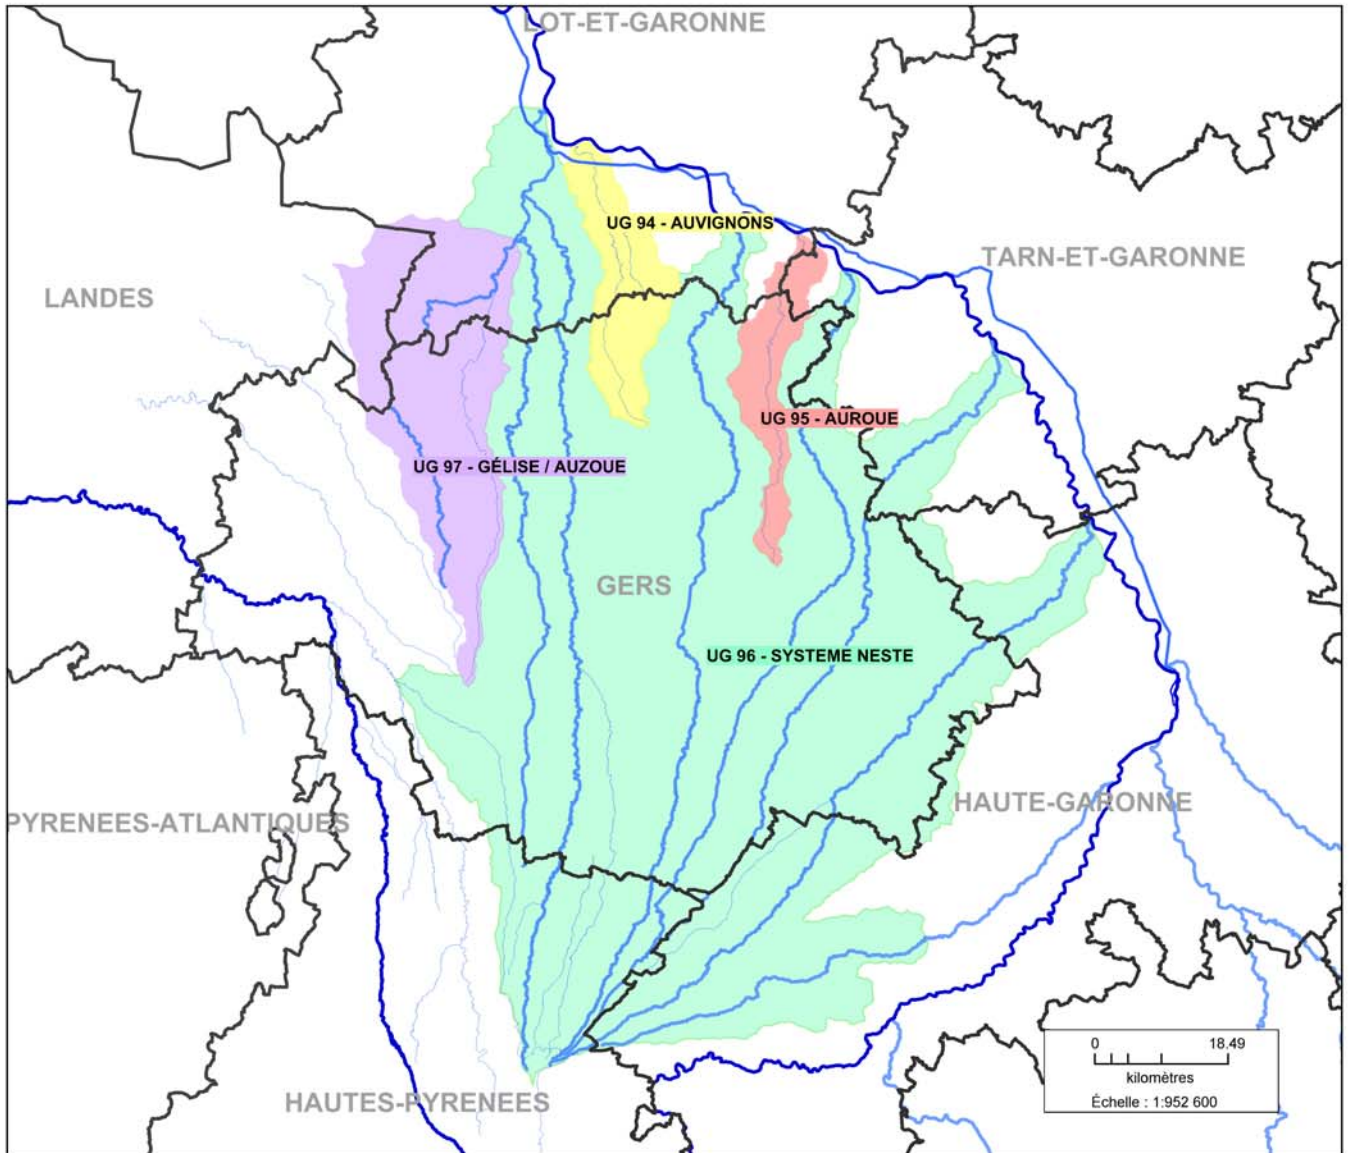 LOT-ET-GARONNE
UG 94 - AUVIGNONS
TARN-ET-GARONNE
LANDES
UG 95 - AUROUE
UG 97 - GÉLISE / AUZOUE
GERS
UG 96 - SYSTEME NESTE
HAUTE-GARONNE
PYRENEES-ATLANTIQUES
0 18.49
kilomètres
Échelle : 1:952 600
HAUTES-PYRENEES